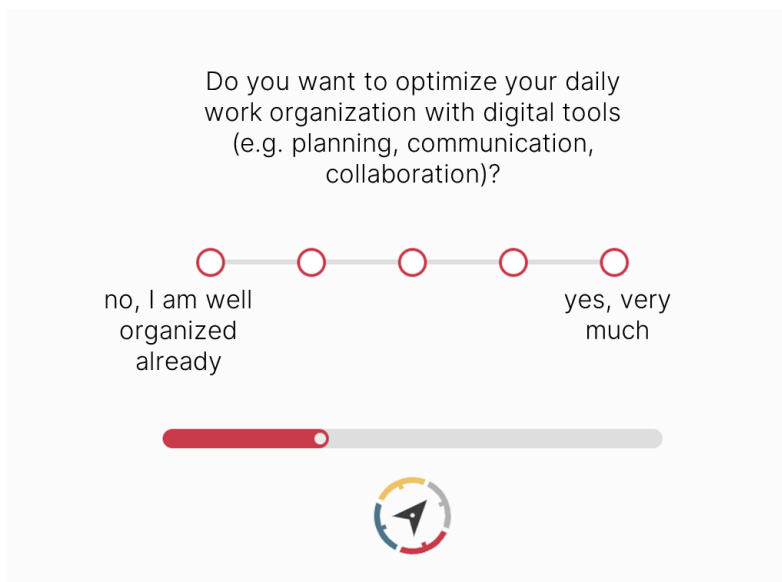 Do you want to optimize your daily
work organization with digital tools
(e.g. planning, communication,
collaboration)?
no, I am well
organized
already
yes, very
much